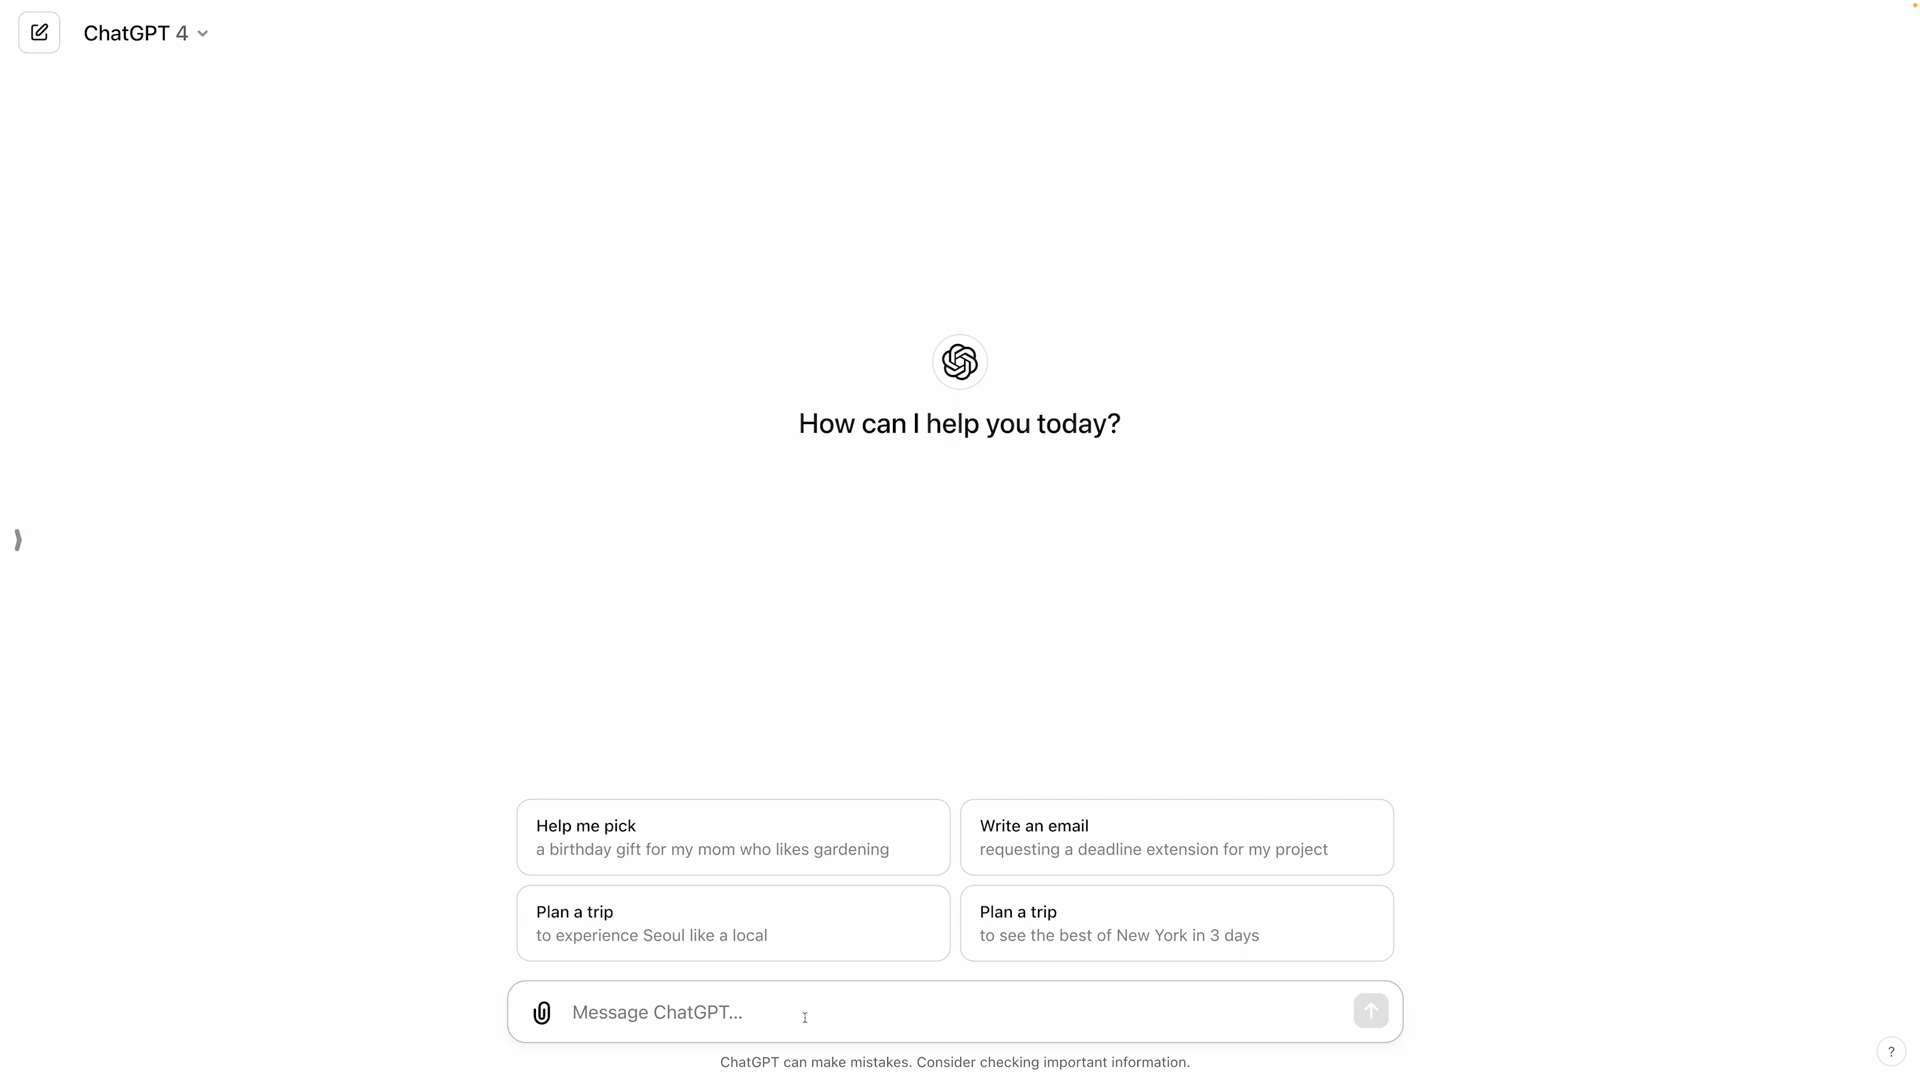 ChatGPT 4
How can I help you today?
Help me pick
a birthday gift for my mom who likes gardening
Write an email
requesting a deadline extension for my project
Plan a trip
to experience Seoul like a local
Plan a trip
to see the best of New York in 3 days
Message ChatGPT...
ChatGPT can make mistakes. Consider checking important information.
?